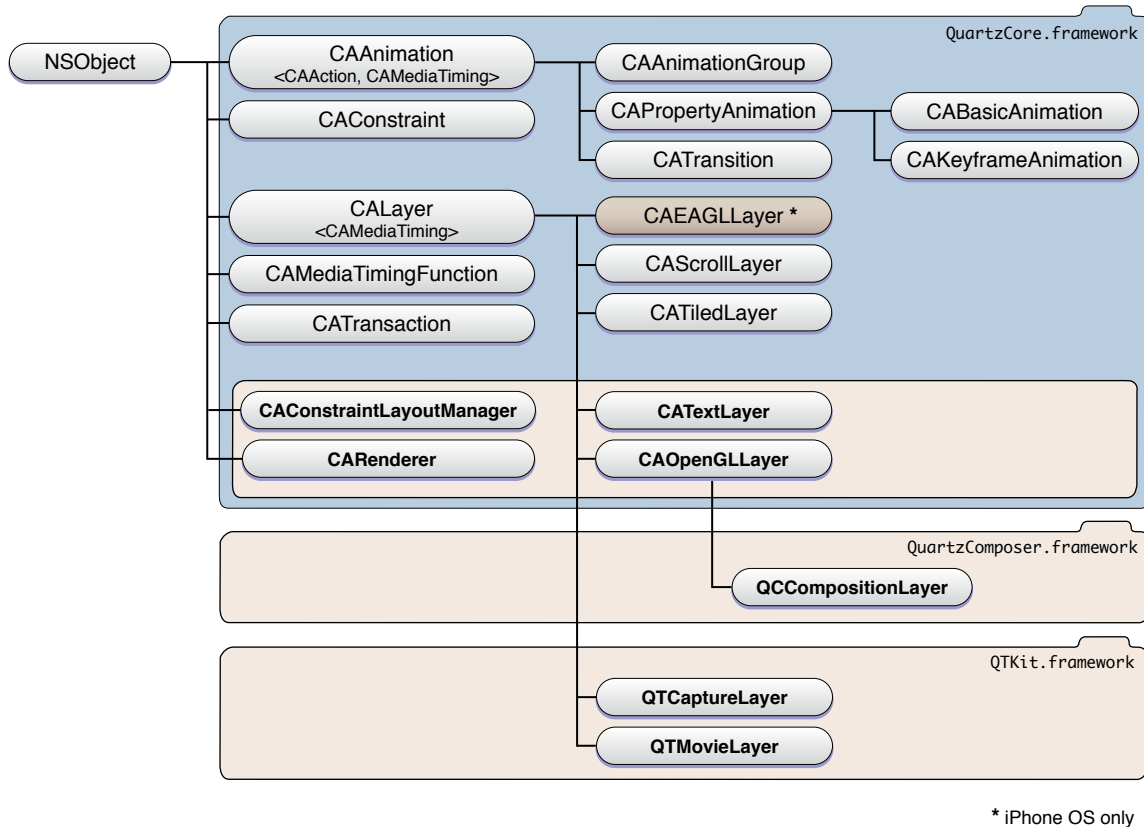 QuartzCore.framework
NSObject
CAAnimation
<CAAction, CAMediaTiming>
CAAnimationGroup
CAConstraint
CAPropertyAnimation
CABasicAnimation
CATransition
CAKeyframeAnimation
CALayer
<CAMediaTiming>
CAEAGLLayer *
CAMediaTimingFunction
CAScrollLayer
CATransaction
CATiledLayer
CAConstraintLayoutManager
CATextLayer
CARenderer
CAOpenGLLayer
QuartzComposer.framework
QCCompositionLayer
QTKit.framework
QTCaptureLayer
QTMovieLayer
* iPhone OS only